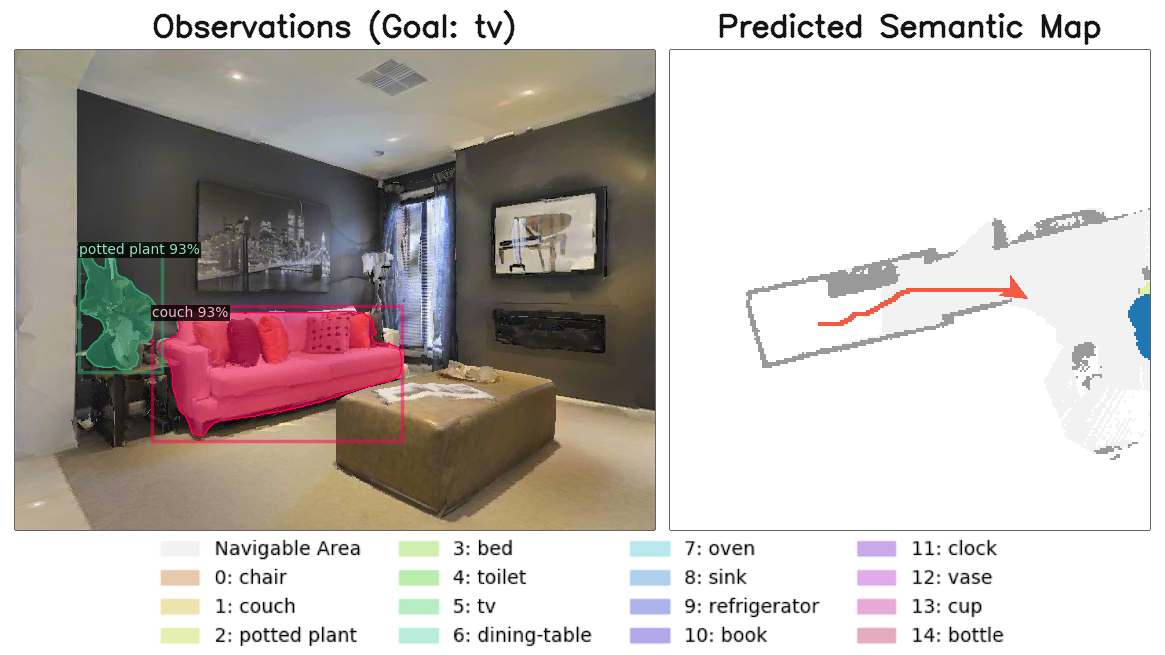 Observations (Goal: tv)
Predicted Semantic Map
potted plant 93%
couch 93%
Navigable Area
0: chair
1: couch
2: potted plant
3: bed
4: toilet
5: tv
6: dining-table
7: oven
8: sink
9: refrigerator
10: book
11: clock
12: vase
13: cup
14: bottle